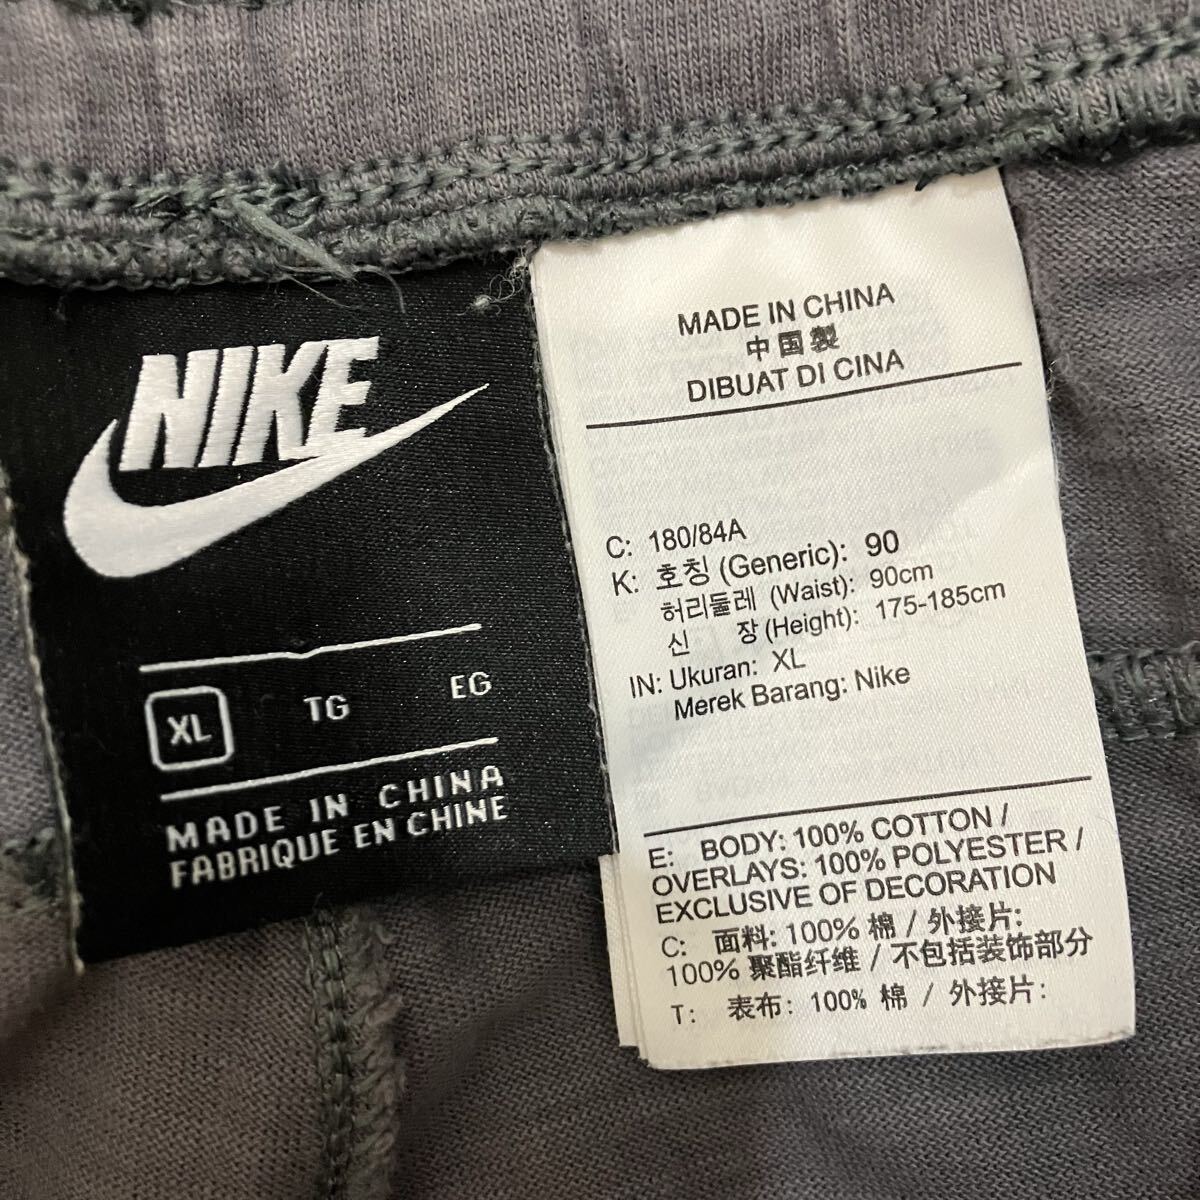 NIKE
XL TG EG
MADE IN CHINA
FABRIQUE EN CHINE
MADE IN CHINA
中国製
DIBUAT DI CINA
C: 180/84A
K: 호칭 (Generic): 90
허리둘레 (Waist): 90cm
신 장 (Height): 175-185cm
IN: Ukuran: XL
Merek Barang: Nike
E: BODY: 100% COTTON /
OVERLAYS: 100% POLYESTER /
EXCLUSIVE OF DECORATION
C: 面料: 100% 棉 / 外接片:
100% 聚酯纤维 / 不包括装饰部分
T: 表布: 100% 棉 / 外接片: